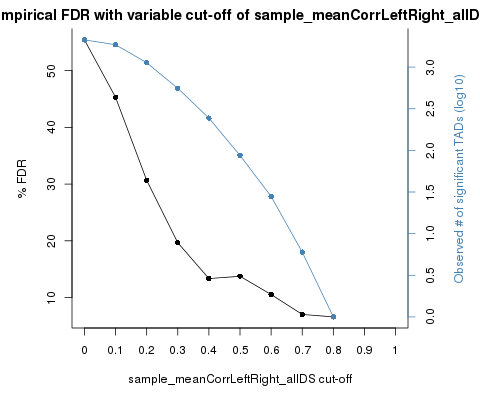 mpirical FDR with variable cut-off of sample_meanCorrLeftRight_allD
% FDR
50
40
30
20
10
3.0
2.5
2.0
1.5
1.0
0.5
0.0
Observed # of significant TADs (log10)
0 0.1 0.2 0.3 0.4 0.5 0.6 0.7 0.8 0.9 1
sample_meanCorrLeftRight_allDS cut-off